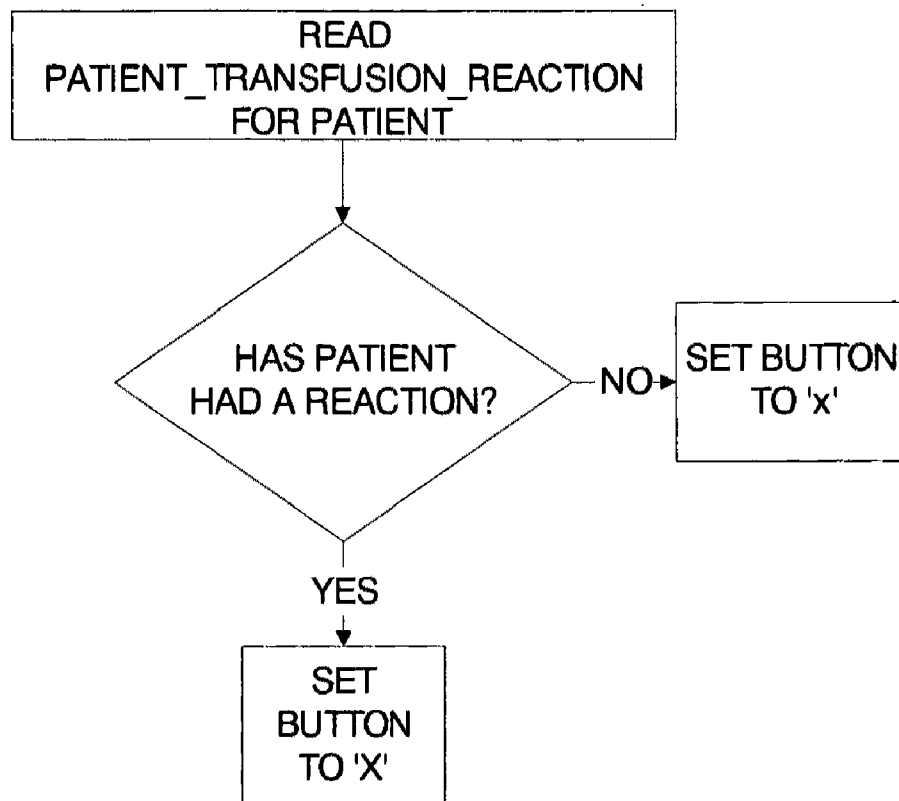 READ
PATIENT_TRANSFUSION_REACTION
FOR PATIENT
HAS PATIENT
HAD A REACTION?
NO
SET BUTTON
TO 'x'
YES
SET
BUTTON
TO 'X'